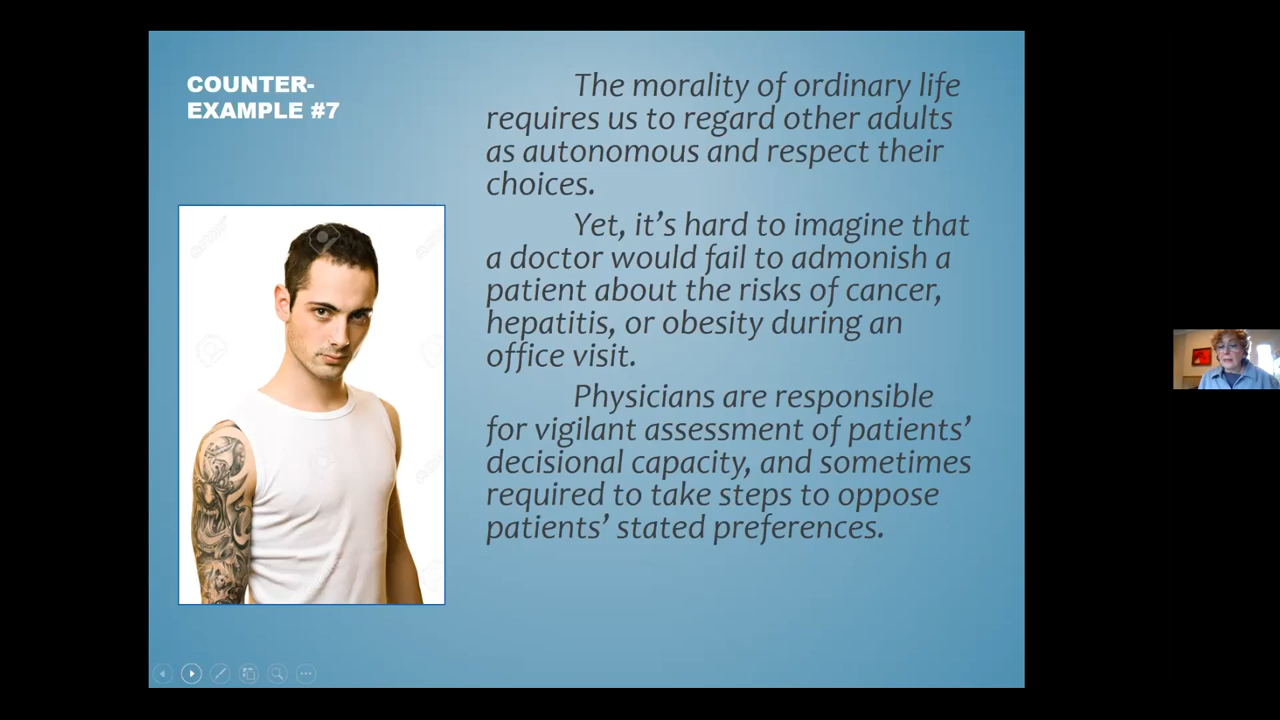 COUNTER-
EXAMPLE #7
The morality of ordinary life
requires us to regard other adults
as autonomous and respect their
choices.
Yet, it’s hard to imagine that
a doctor would fail to admonish a
patient about the risks of cancer,
hepatitis, or obesity during an
office visit.
Physicians are responsible
for vigilant assessment of patients’
decisional capacity, and sometimes
required to take steps to oppose
patients’ stated preferences.